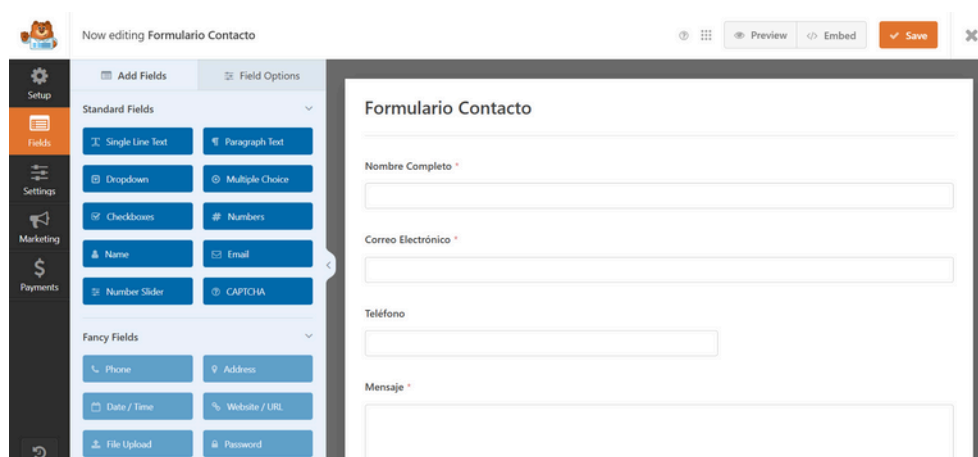 Now editing Formulario Contacto
Preview
Embed
Save
Setup
Fields
Settings
Marketing
Payments
Add Fields
Field Options
Standard Fields
Single Line Text
Paragraph Text
Dropdown
Multiple Choice
Checkboxes
# Numbers
Name
Email
Number Slider
CAPTCHA
Fancy Fields
Phone
Address
Date / Time
Website / URL
File Upload
Password
Formulario Contacto
Nombre Completo *
Correo Electrónico *
Teléfono
Mensaje *